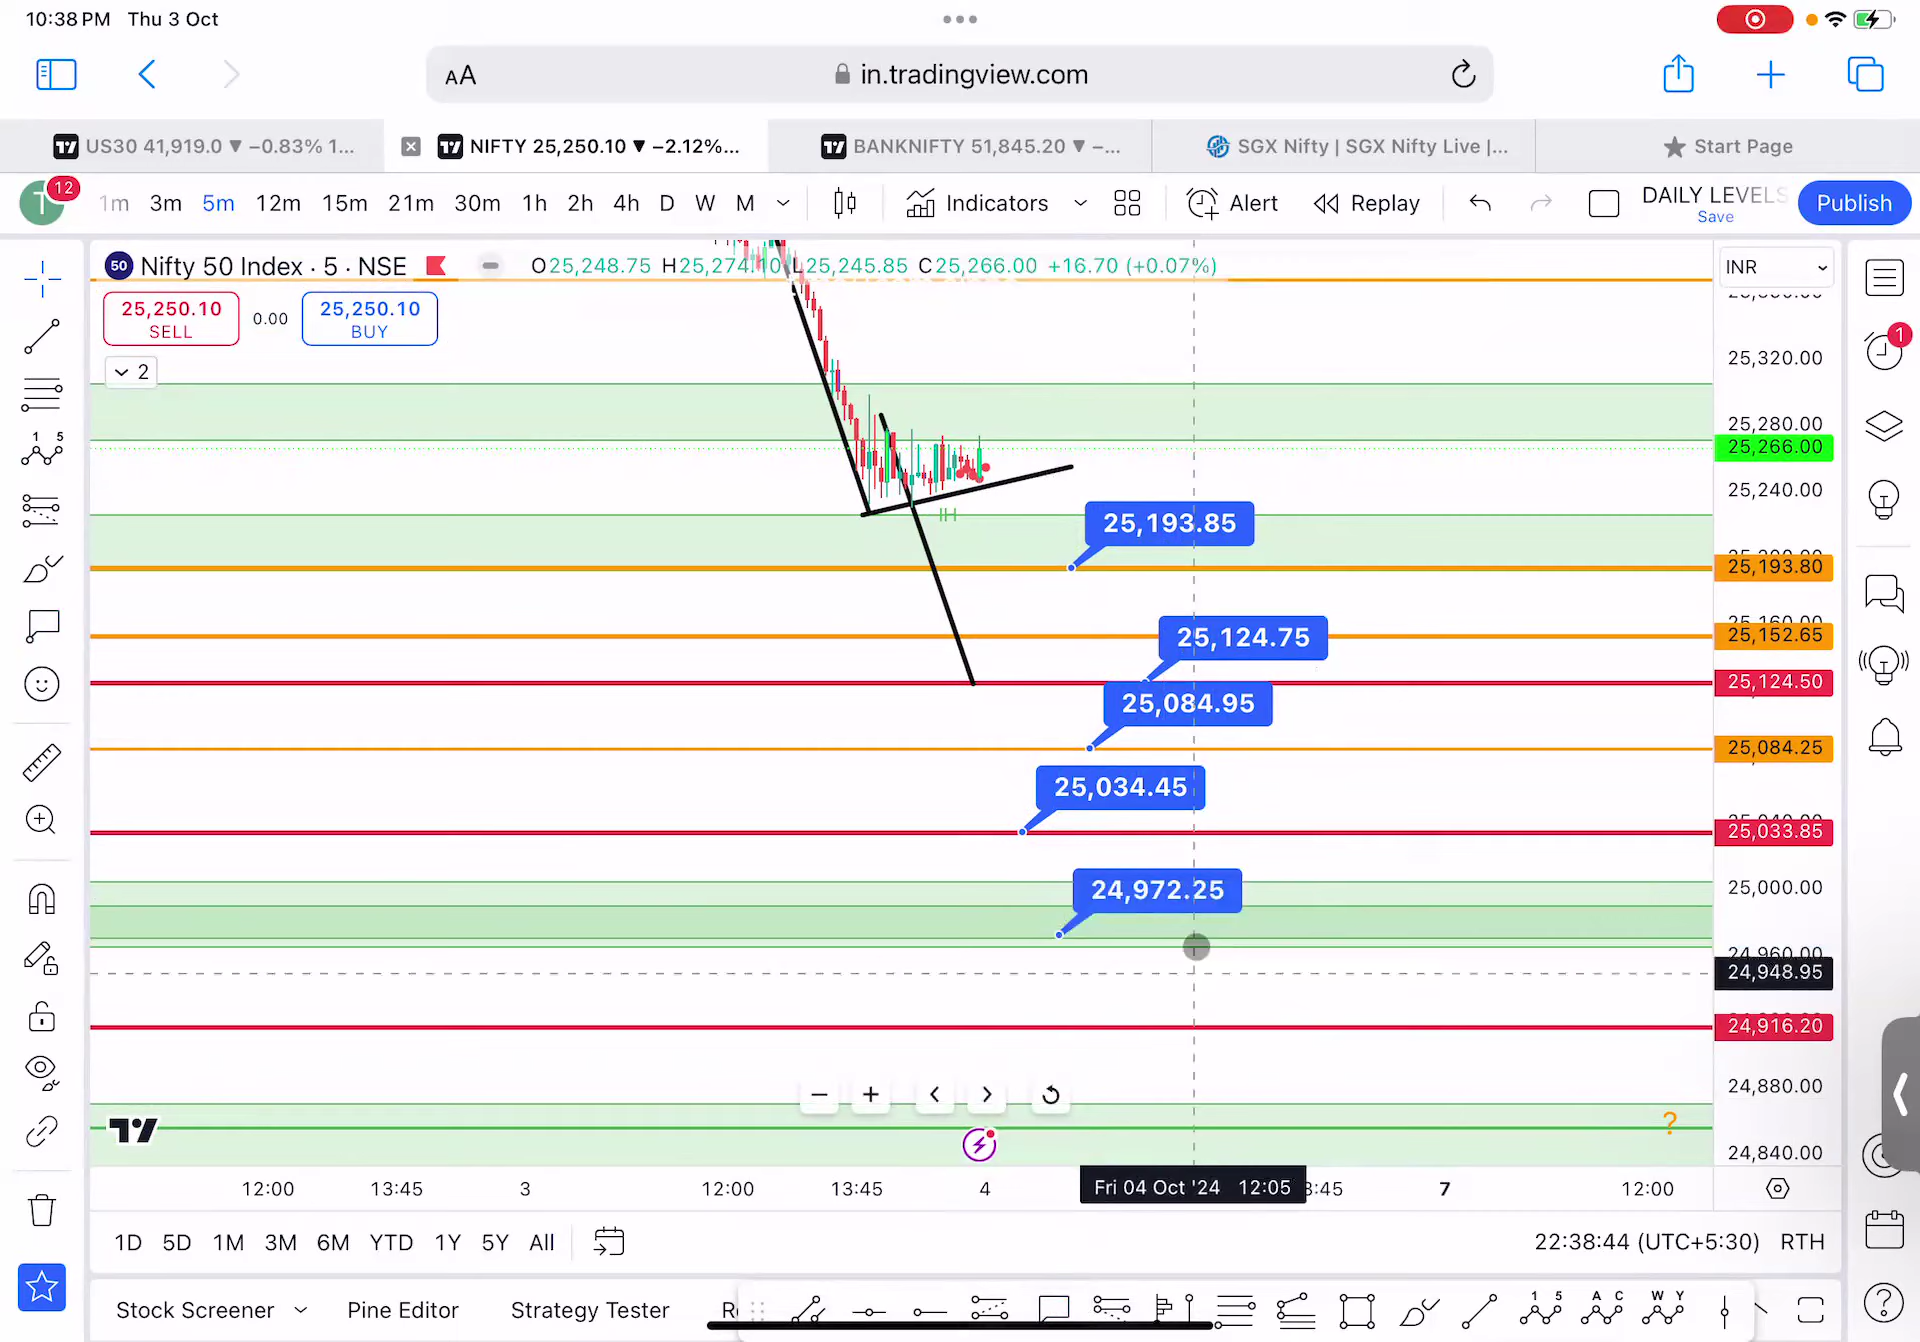 10:38 PM Thu 3 Oct
AA in.tradingview.com
US30 41,919.0 ▼ −0.83% 1...
NIFTY 25,250.10 ▼ −2.12%...
BANKNIFTY 51,845.20 ▼ −...
SGX Nifty | SGX Nifty Live |...
Start Page
T 12 1m 3m 5m 12m 15m 21m 30m 1h 2h 4h D W M Indicators Alert Replay DAILY LEVELS Save Publish
50 Nifty 50 Index · 5 · NSE O25,248.75 H25,274.10 L25,245.85 C25,266.00 +16.70 (+0.07%)
INR
25,250.10 SELL 0.00 25,250.10 BUY
2
1
25,320.00
25,280.00
25,266.00
25,240.00
25,193.85
25,193.80
25,124.75
25,152.65
25,124.50
25,084.95
25,084.25
25,034.45
25,033.85
25,000.00
24,972.25
24,960.00
24,948.95
24,916.20
24,880.00
?
24,840.00
12:00 13:45 3 12:00 13:45 4 Fri 04 Oct '24 12:05 3:45 7 12:00
1D 5D 1M 3M 6M YTD 1Y 5Y All
22:38:44 (UTC+5:30) RTH
Stock Screener Pine Editor Strategy Tester